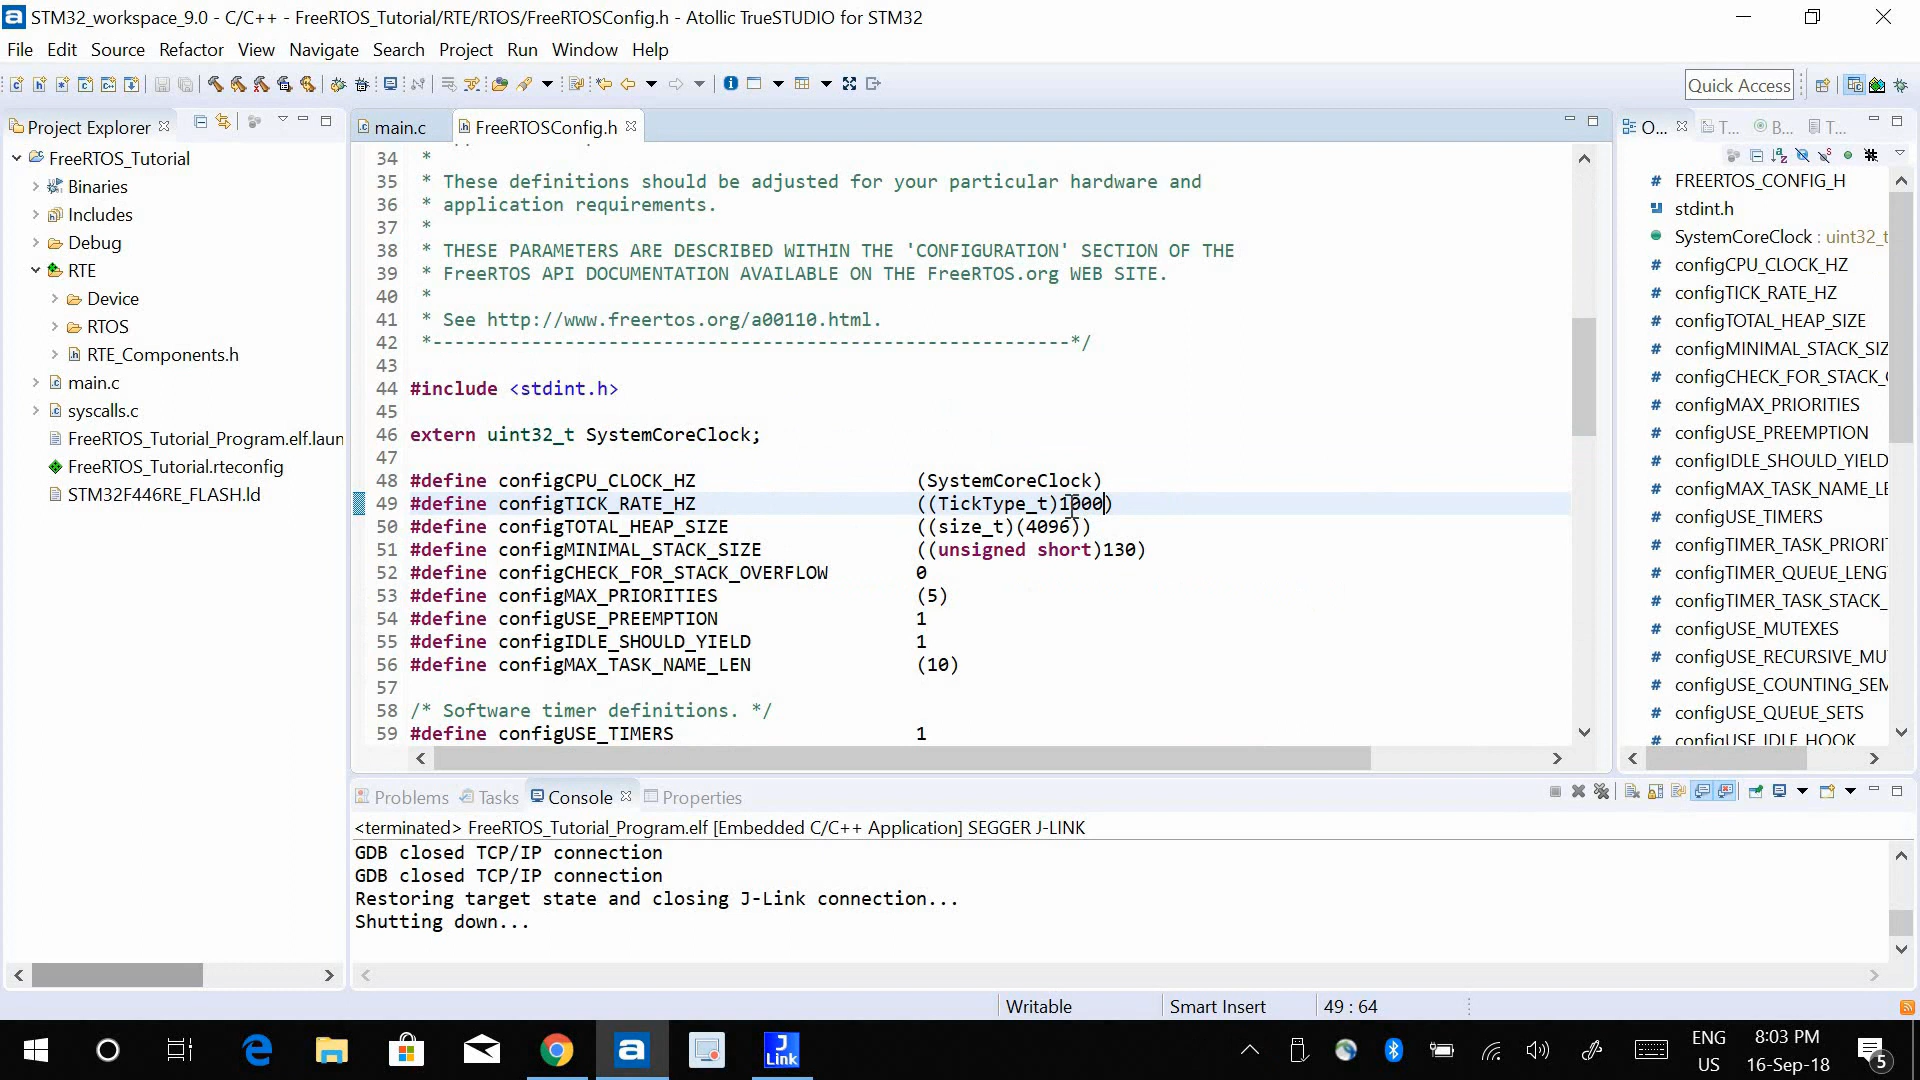 STM32_workspace_9.0 - C/C++ - FreeRTOS_Tutorial/RTE/RTOS/FreeRTOSConfig.h - Atollic TrueSTUDIO for STM32
File Edit Source Refactor View Navigate Search Project Run Window Help
Quick Access
Project Explorer
FreeRTOS_Tutorial
Binaries
Includes
Debug
RTE
Device
RTOS
RTE_Components.h
main.c
syscalls.c
FreeRTOS_Tutorial_Program.elf.laun
FreeRTOS_Tutorial.rteconfig
STM32F446RE_FLASH.ld
main.c FreeRTOSConfig.h
34 *
35 * These definitions should be adjusted for your particular hardware and
36 * application requirements.
37 *
38 * THESE PARAMETERS ARE DESCRIBED WITHIN THE 'CONFIGURATION' SECTION OF THE
39 * FreeRTOS API DOCUMENTATION AVAILABLE ON THE FreeRTOS.org WEB SITE.
40 *
41 * See http://www.freertos.org/a00110.html.
42 *----------------------------------------------------------*/
43
44 #include <stdint.h>
45
46 extern uint32_t SystemCoreClock;
47
48 #define configCPU_CLOCK_HZ (SystemCoreClock)
49 #define configTICK_RATE_HZ ((TickType_t)1000)
50 #define configTOTAL_HEAP_SIZE ((size_t)(4096))
51 #define configMINIMAL_STACK_SIZE ((unsigned short)130)
52 #define configCHECK_FOR_STACK_OVERFLOW 0
53 #define configMAX_PRIORITIES (5)
54 #define configUSE_PREEMPTION 1
55 #define configIDLE_SHOULD_YIELD 1
56 #define configMAX_TASK_NAME_LEN (10)
57
58 /* Software timer definitions. */
59 #define configUSE_TIMERS 1
O... T... B... T...
# FREERTOS_CONFIG_H
stdint.h
SystemCoreClock : uint32_t
# configCPU_CLOCK_HZ
# configTICK_RATE_HZ
# configTOTAL_HEAP_SIZE
# configMINIMAL_STACK_SIZ
# configCHECK_FOR_STACK_
# configMAX_PRIORITIES
# configUSE_PREEMPTION
# configIDLE_SHOULD_YIELD
# configMAX_TASK_NAME_LE
# configUSE_TIMERS
# configTIMER_TASK_PRIORI
# configTIMER_QUEUE_LENG
# configTIMER_TASK_STACK_
# configUSE_MUTEXES
# configUSE_RECURSIVE_MU
# configUSE_COUNTING_SEM
# configUSE_QUEUE_SETS
# configUSE_IDLE_HOOK
Problems Tasks Console Properties
<terminated> FreeRTOS_Tutorial_Program.elf [Embedded C/C++ Application] SEGGER J-LINK
GDB closed TCP/IP connection
GDB closed TCP/IP connection
Restoring target state and closing J-Link connection...
Shutting down...
Writable Smart Insert 49 : 64
J
Link
ENG
US
8:03 PM
16-Sep-18
5